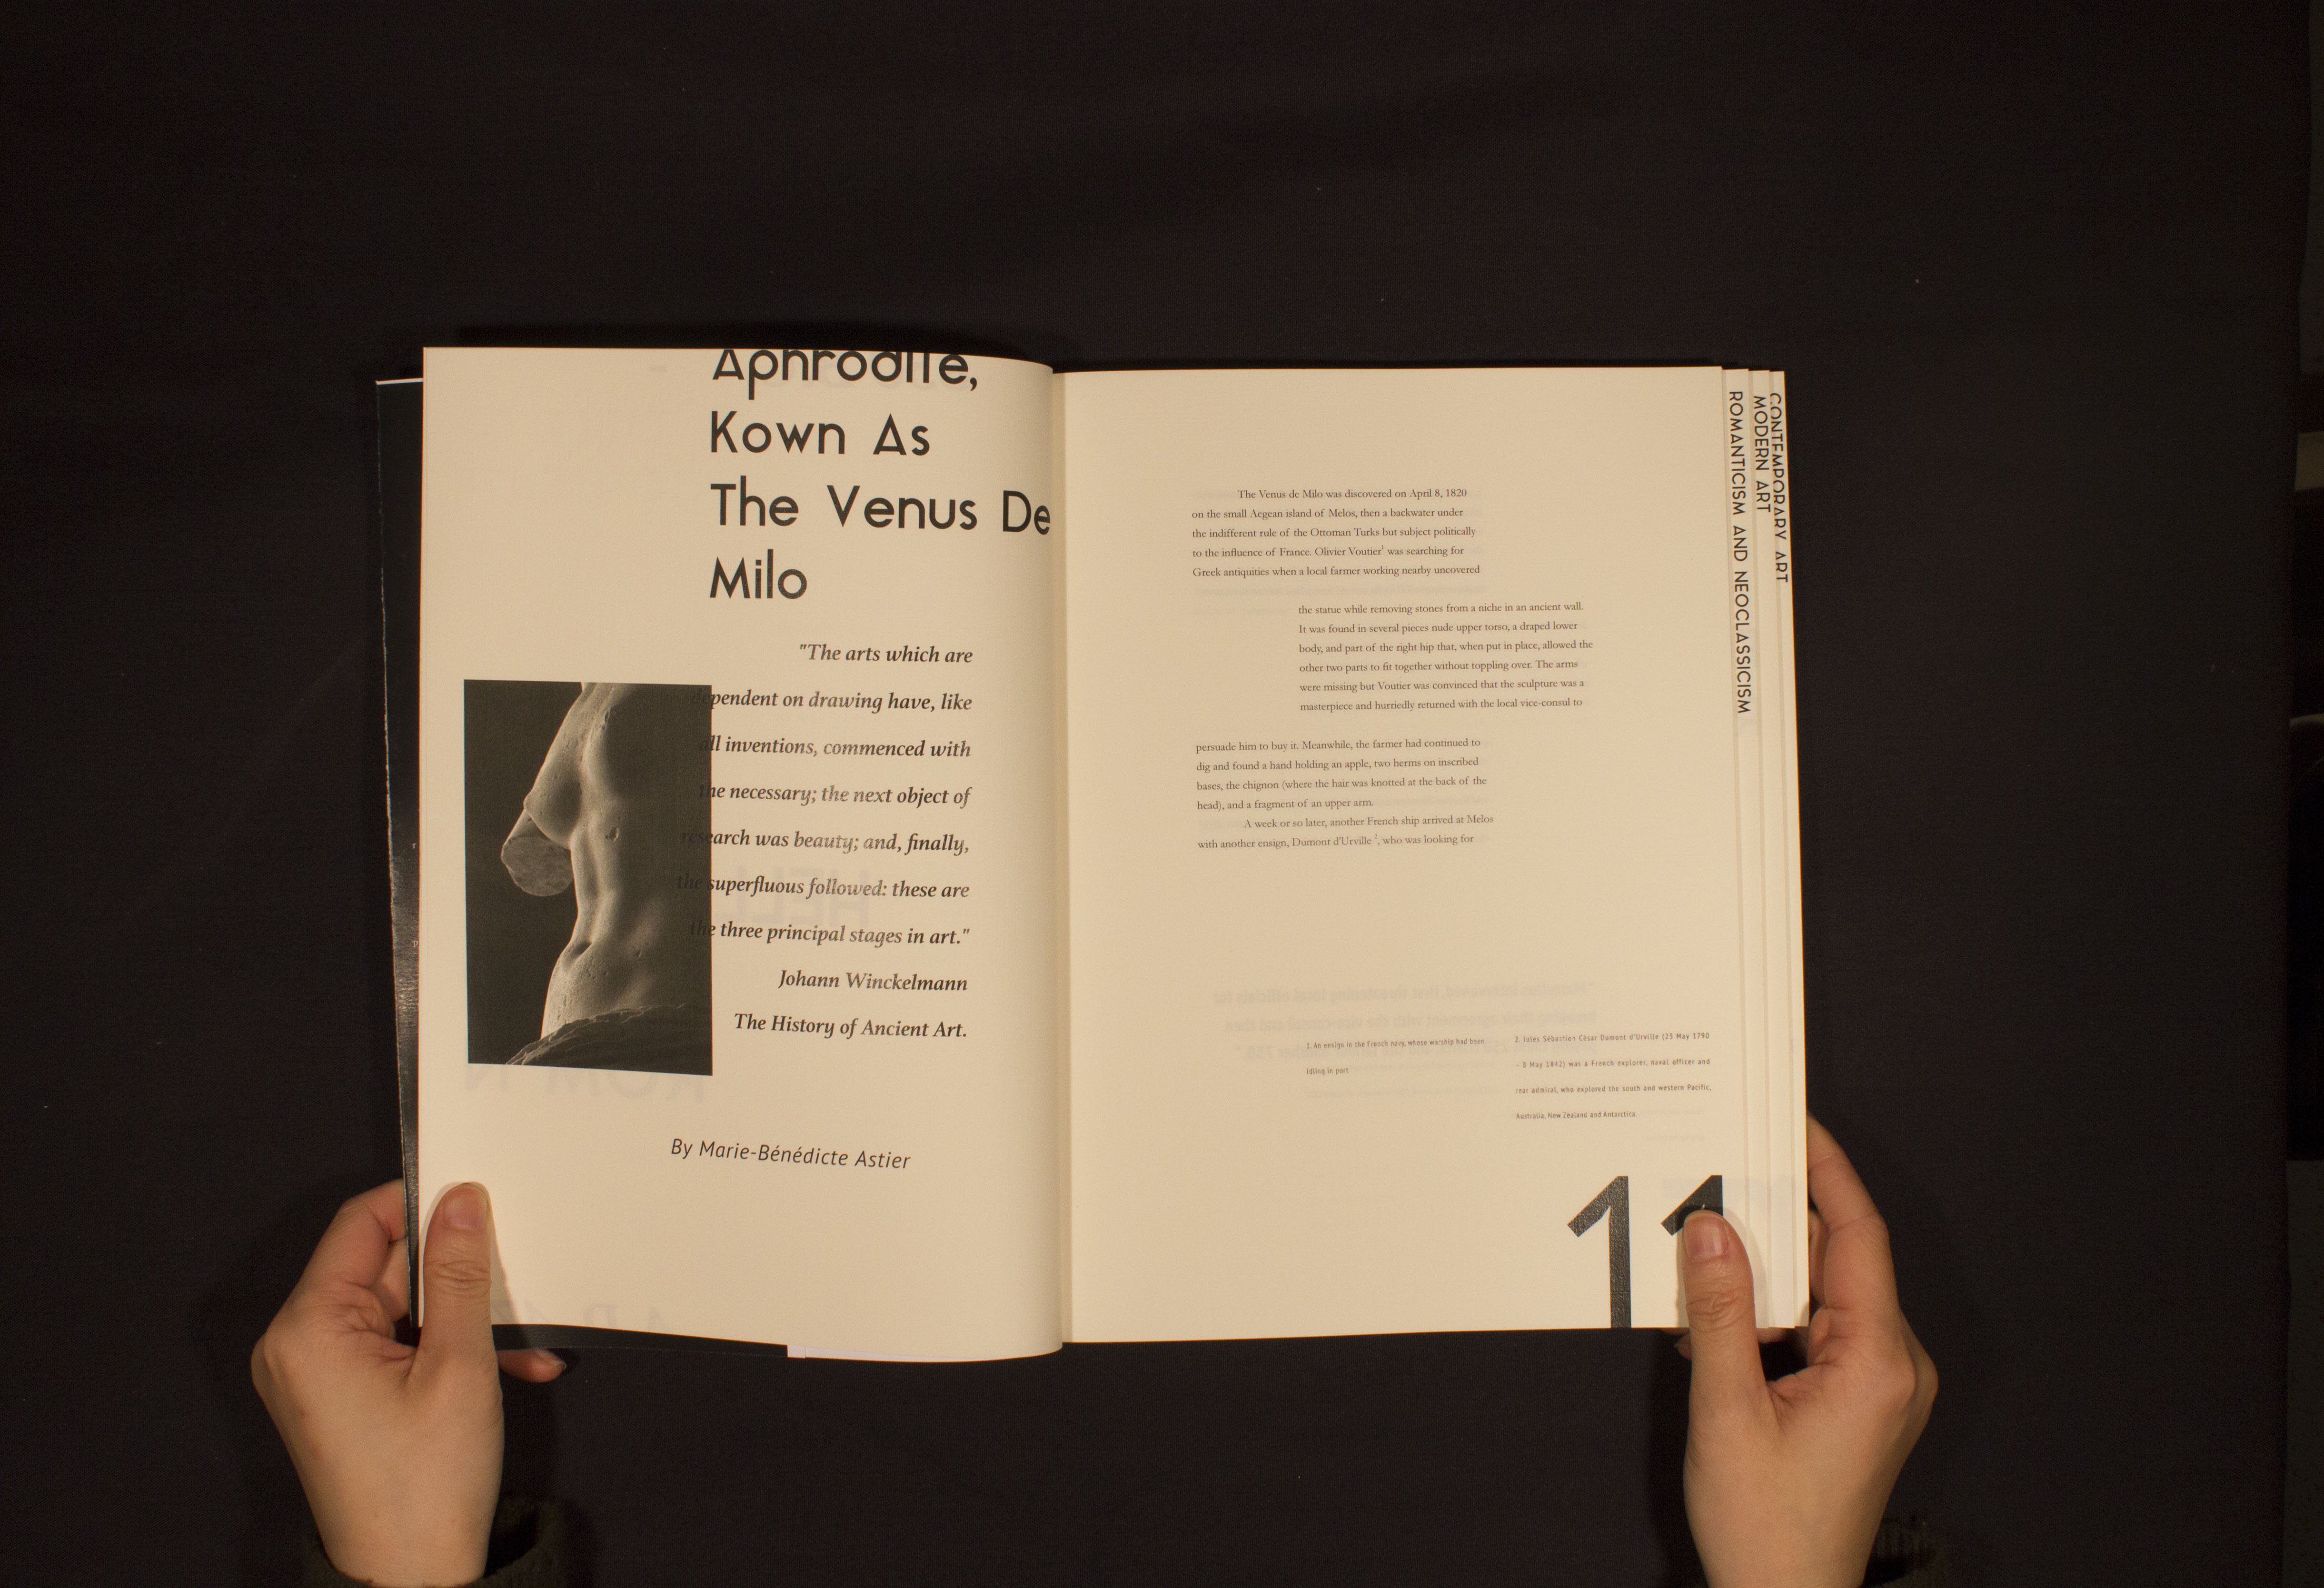 Aphrodite,
Kown As
The Venus De
Milo
"The arts which are
dependent on drawing have, like
all inventions, commenced with
the necessary; the next object of
research was beauty; and, finally,
the superfluous followed: these are
the three principal stages in art."
Johann Winckelmann
The History of Ancient Art.
By Marie-Bénédicte Astier
The Venus de Milo was discovered on April 8, 1820
on the small Aegean island of Melos, then a backwater under
the indifferent rule of the Ottoman Turks but subject politically
to the influence of France. Olivier Voutier1 was searching for
Greek antiquities when a local farmer working nearby uncovered
the statue while removing stones from a niche in an ancient wall.
It was found in several pieces nude upper torso, a draped lower
body, and part of the right hip that, when put in place, allowed the
other two parts to fit together without toppling over. The arms
were missing but Voutier was convinced that the sculpture was a
masterpiece and hurriedly returned with the local vice-consul to
persuade him to buy it. Meanwhile, the farmer had continued to
dig and found a hand holding an apple, two herms on inscribed
bases, the chignon (where the hair was knotted at the back of the
head), and a fragment of an upper arm.
A week or so later, another French ship arrived at Melos
with another ensign, Dumont d'Urville 2, who was looking for
1. An ensign in the French navy, whose warship had been
idling in port
2. Jules Sébastien César Dumont d'Urville (23 May 1790
– 8 May 1842) was a French explorer, naval officer and
rear admiral, who explored the south and western Pacific,
Australia, New Zealand and Antarctica.
11
ROMANTICISM AND NEOCLASSICISM
MODERN ART
CONTEMPORARY ART